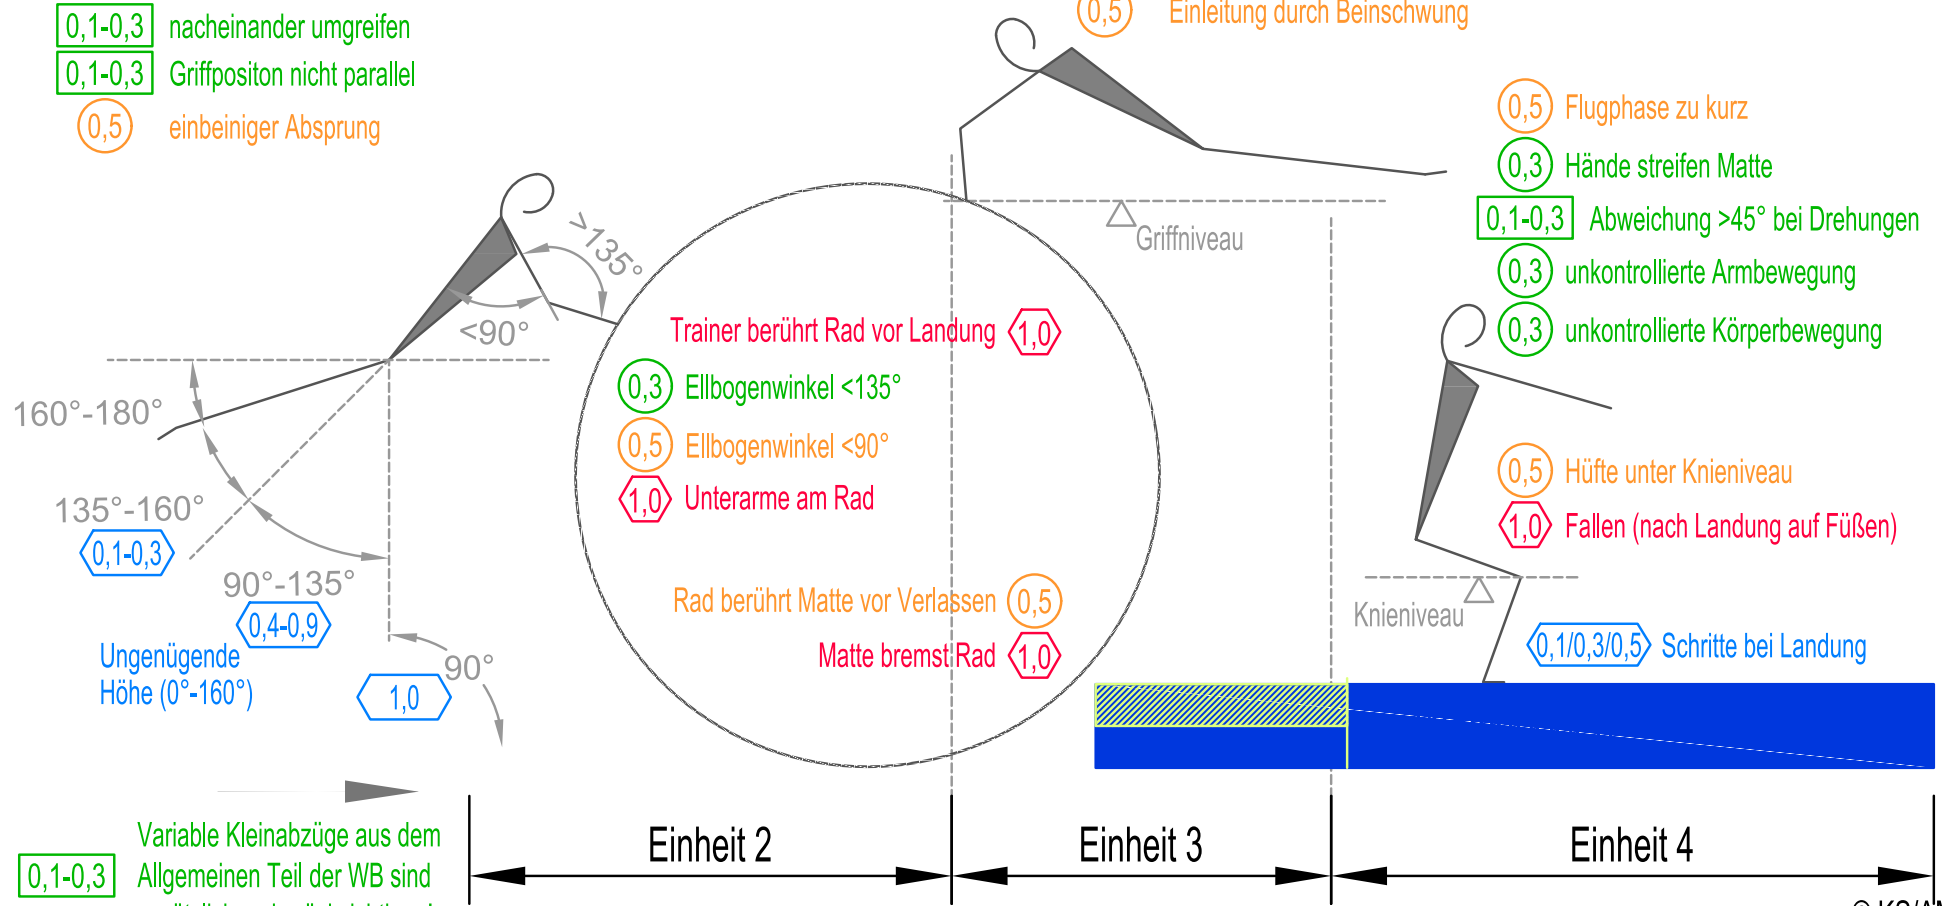 0,1-0,3 nacheinander umgreifen
0,1-0,3 Griffpositon nicht parallel
0,5 einbeiniger Absprung
0,5 Einleitung durch Beinschwung
0,5 Flugphase zu kurz
0,3 Hände streifen Matte
0,1-0,3 Abweichung >45° bei Drehungen
0,3 unkontrollierte Armbewegung
0,3 unkontrollierte Körperbewegung
>135°
<90°
Griffniveau
160°-180°
135°-160°
0,1-0,3
90°-135°
0,4-0,9
Ungenügende
Höhe (0°-160°)
90°
1,0
Trainer berührt Rad vor Landung 1,0
0,3 Ellbogenwinkel <135°
0,5 Ellbogenwinkel <90°
1,0 Unterarme am Rad
Rad berührt Matte vor Verlassen 0,5
Matte bremst Rad 1,0
0,5 Hüfte unter Knieniveau
1,0 Fallen (nach Landung auf Füßen)
Knieniveau
0,1/0,3/0,5 Schritte bei Landung
Variable Kleinabzüge aus dem
0,1-0,3 Allgemeinen Teil der WB sind
Einheit 2
Einheit 3
Einheit 4